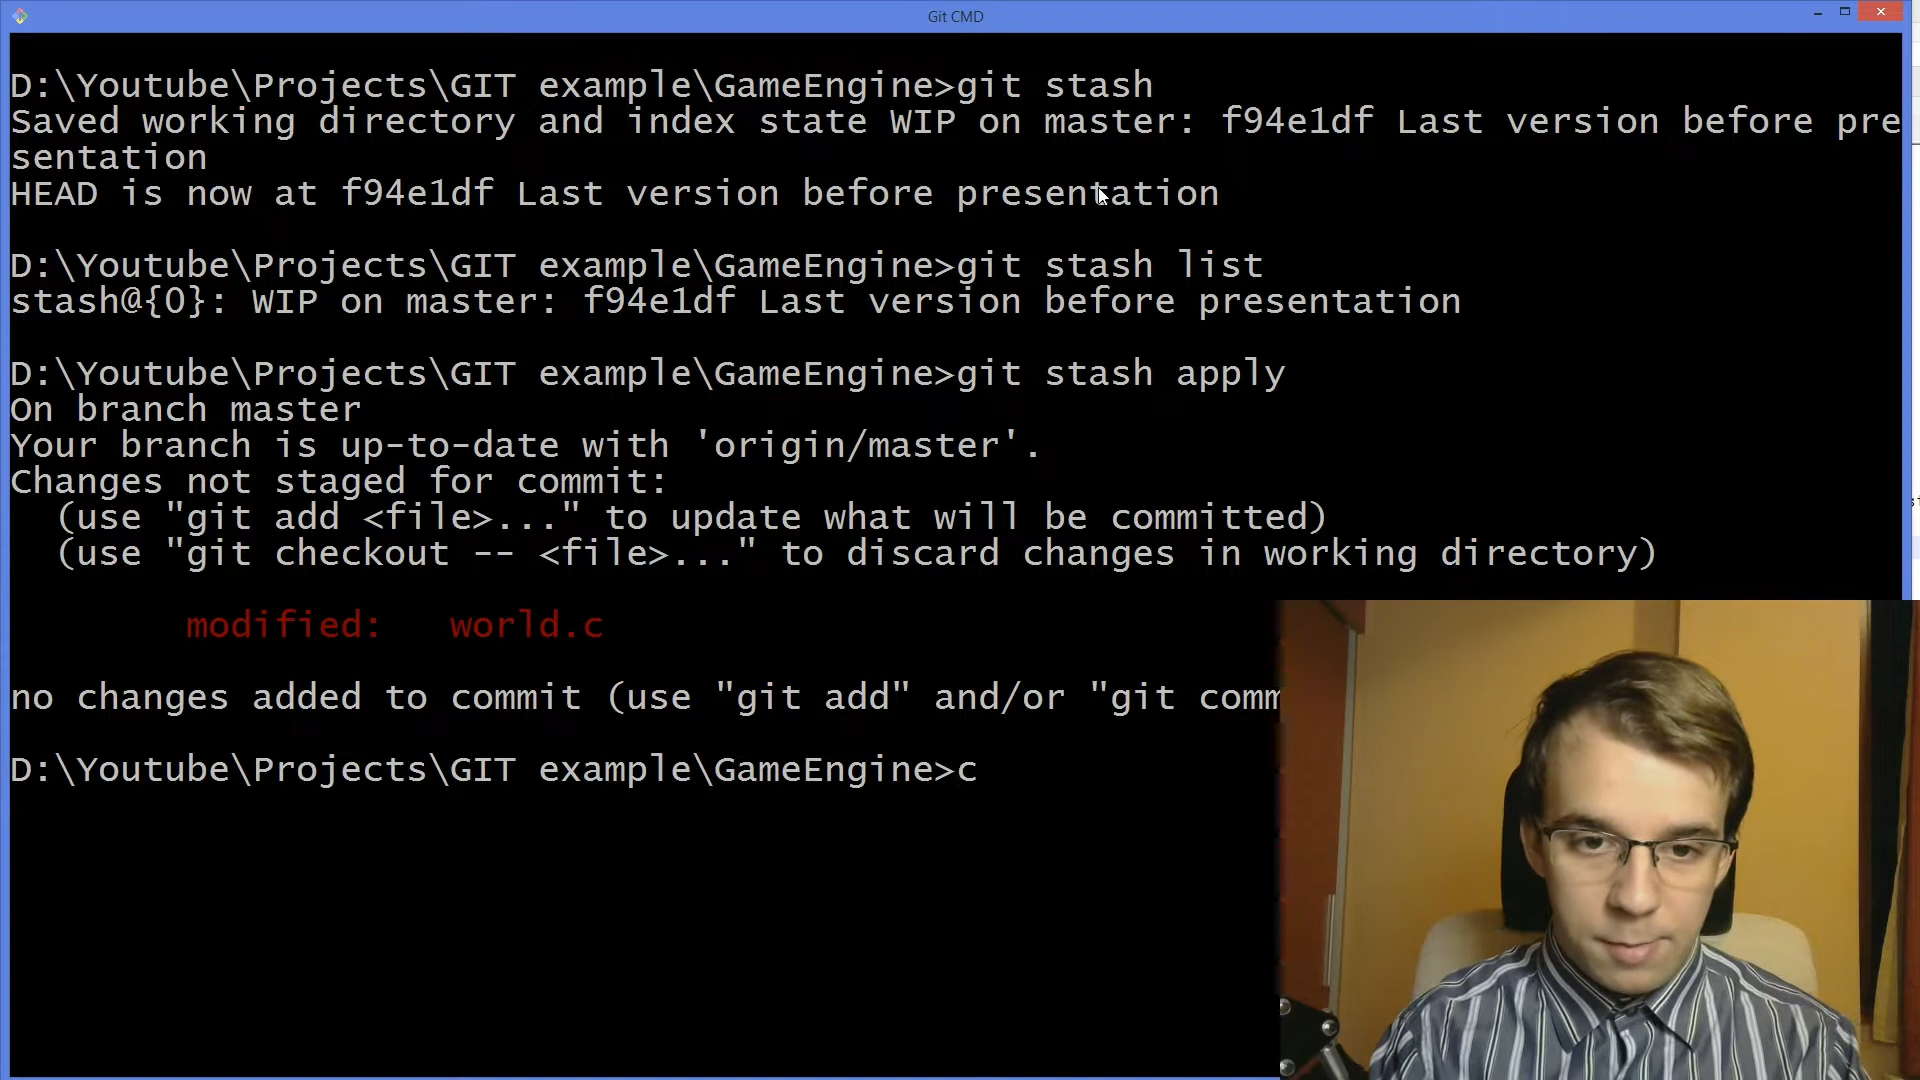 Git CMD
D:\Youtube\Projects\GIT example\GameEngine>git stash
Saved working directory and index state WIP on master: f94e1df Last version before pre
sentation
HEAD is now at f94e1df Last version before presentation
D:\Youtube\Projects\GIT example\GameEngine>git stash list
stash@{0}: WIP on master: f94e1df Last version before presentation
D:\Youtube\Projects\GIT example\GameEngine>git stash apply
On branch master
Your branch is up-to-date with 'origin/master'.
Changes not staged for commit:
  (use "git add <file>..." to update what will be committed)
  (use "git checkout -- <file>..." to discard changes in working directory)
        modified:   world.c
no changes added to commit (use "git add" and/or "git comm
D:\Youtube\Projects\GIT example\GameEngine>c